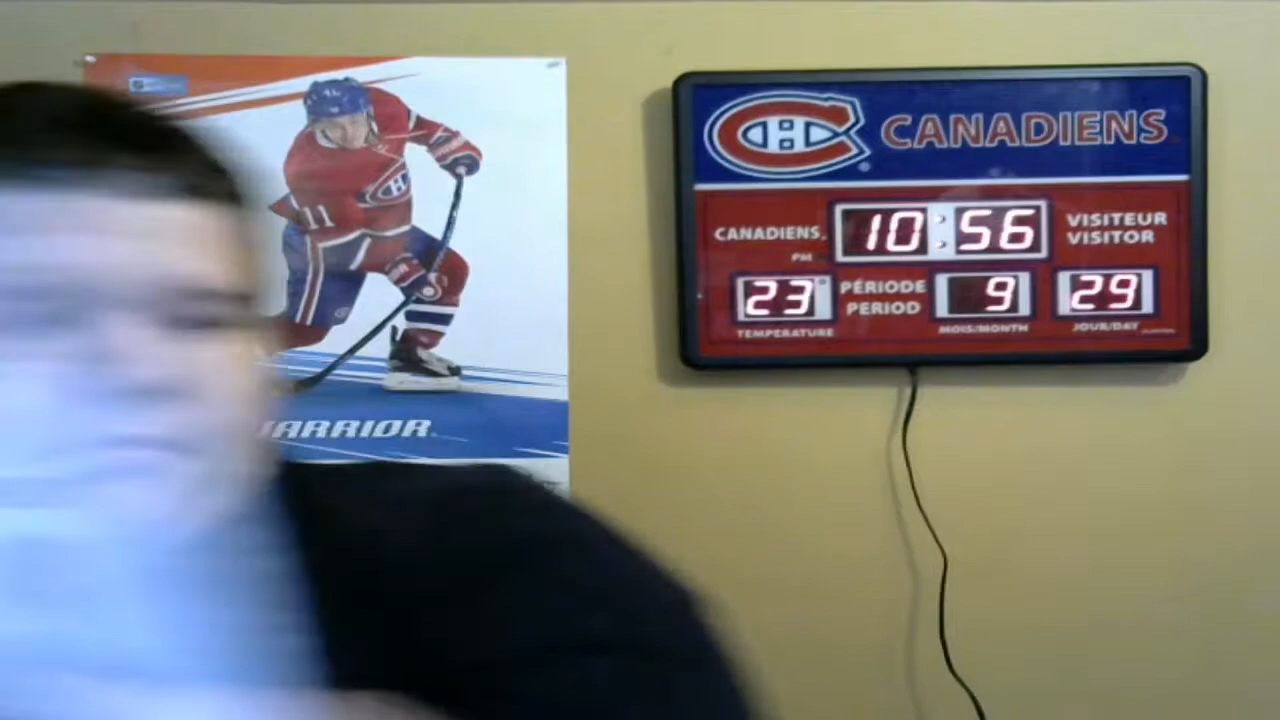 11
WARRIOR
CANADIENS
CANADIENS
10:56
VISITEUR
VISITOR
PM
23°
PÉRIODE
PERIOD
9
29
TEMPERATURE
MOIS/MONTH
JOUR/DAY